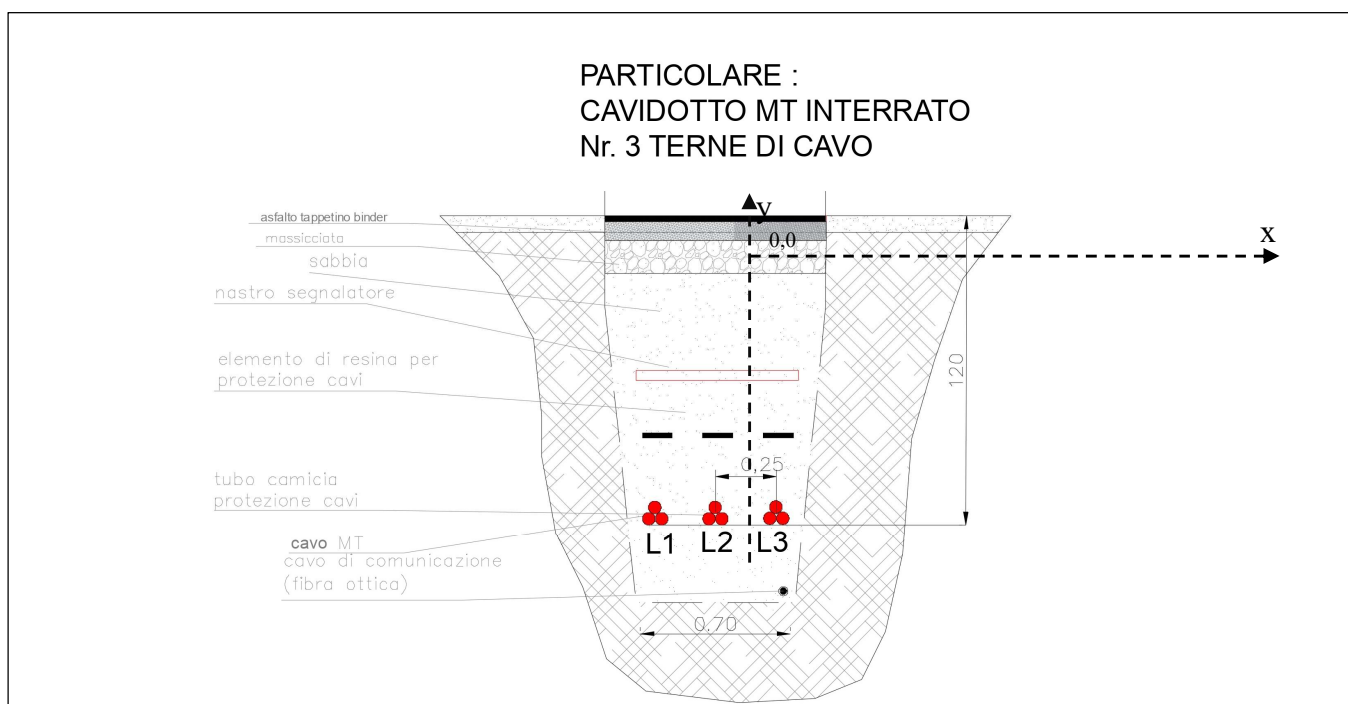 PARTICOLARE :
CAVIDOTTO MT INTERRATO
Nr. 3 TERNE DI CAVO
y
asfalto tappetino binder
massicciata
0,0
x
sabbia
nastro segnalatore
elemento di resina per
protezione cavi
120
0,25
tubo camicia
protezione cavi
L1 L2 L3
cavo MT
cavo di comunicazione
(fibra ottica)
0.70